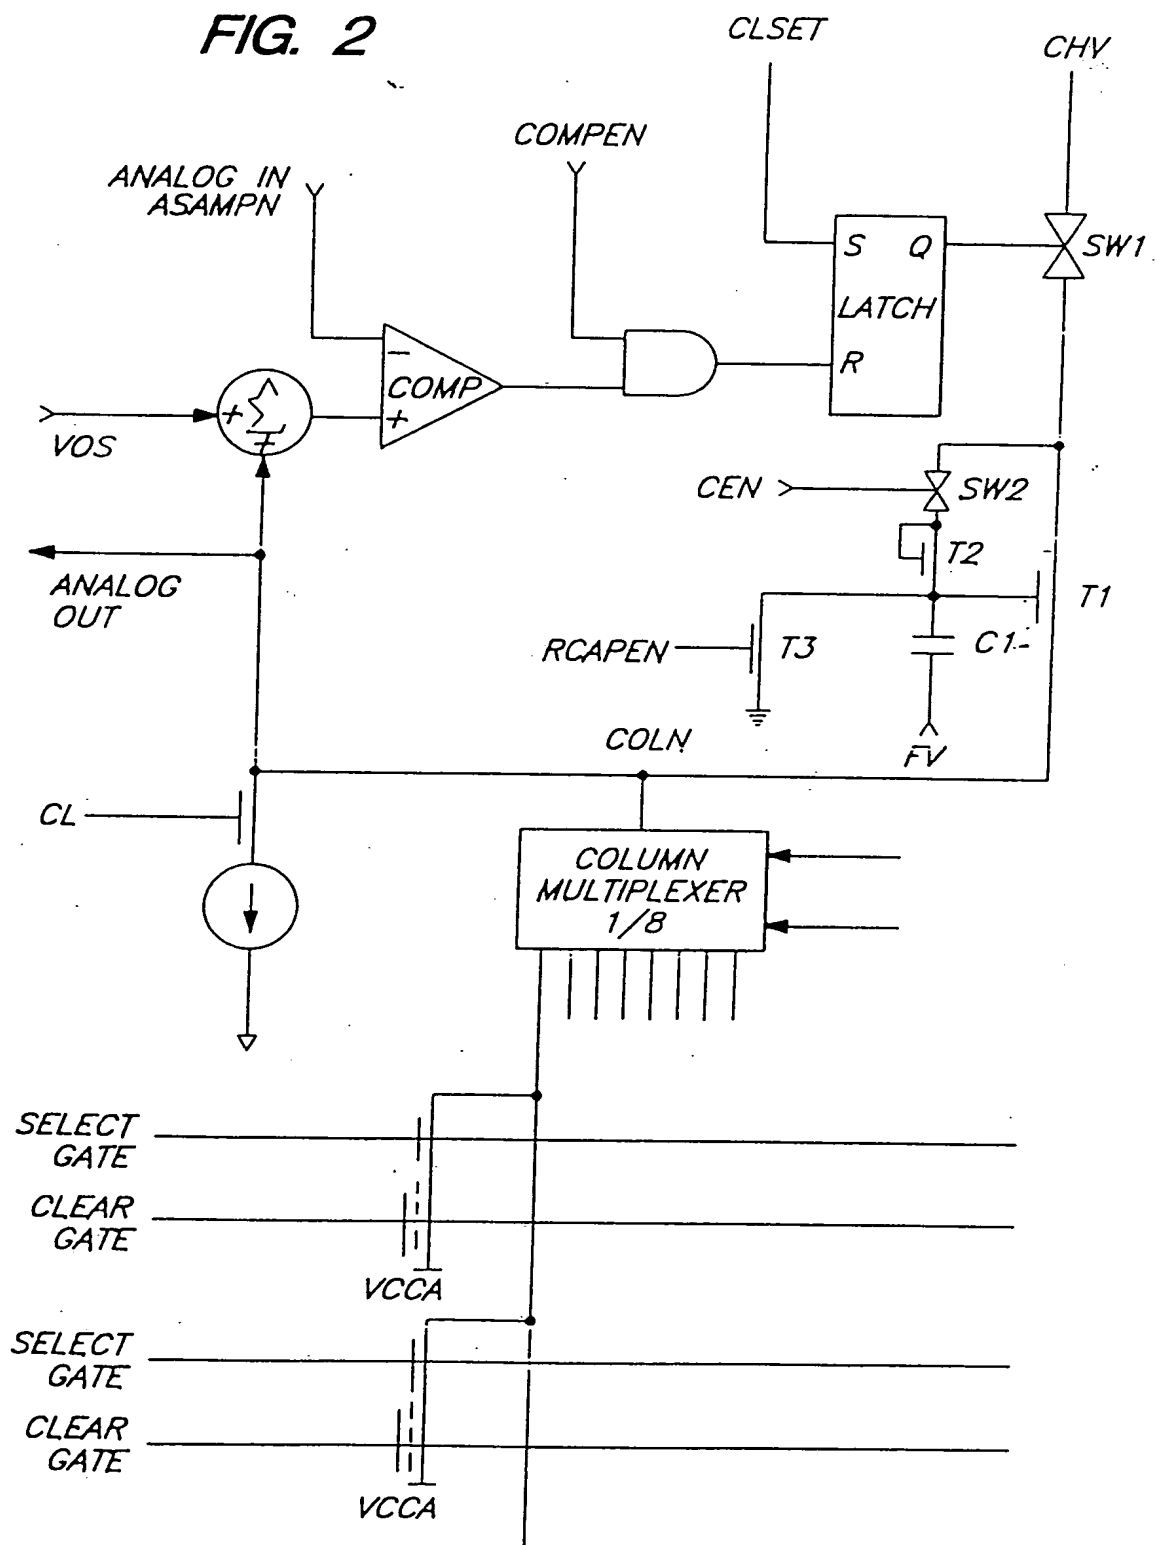 FIG. 2
CLSET
CHV
COMPEN
ANALOG IN
ASAMPN
S Q
SW1
LATCH
R
−
COMP
+
+ Σ
+
VOS
CEN
SW2
T2
ANALOG
OUT
T1
RCAPEN
T3
C1
FV
COLN
CL
COLUMN
MULTIPLEXER
1/8
SELECT
GATE
CLEAR
GATE
VCCA
SELECT
GATE
CLEAR
GATE
VCCA